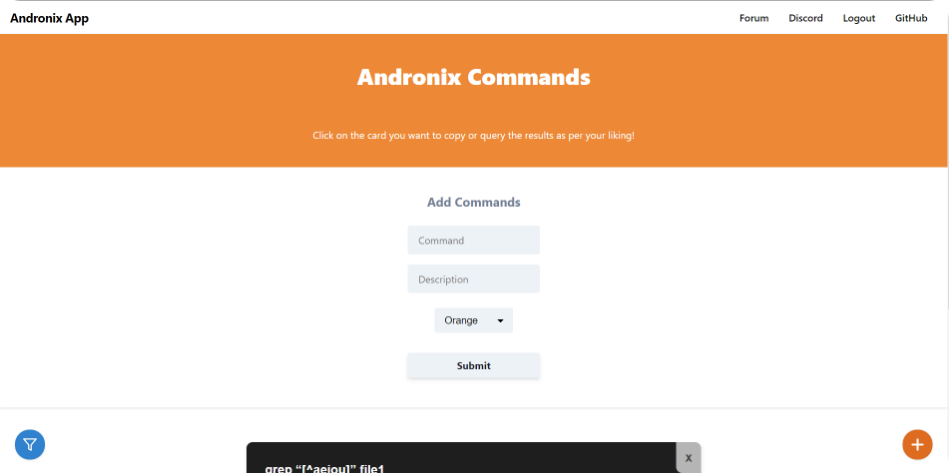 Andronix App
Forum Discord Logout GitHub
Andronix Commands
Click on the card you want to copy or query the results as per your liking!
Add Commands
Command
Description
Orange
Submit
x
grep “[^aeiou]” file1